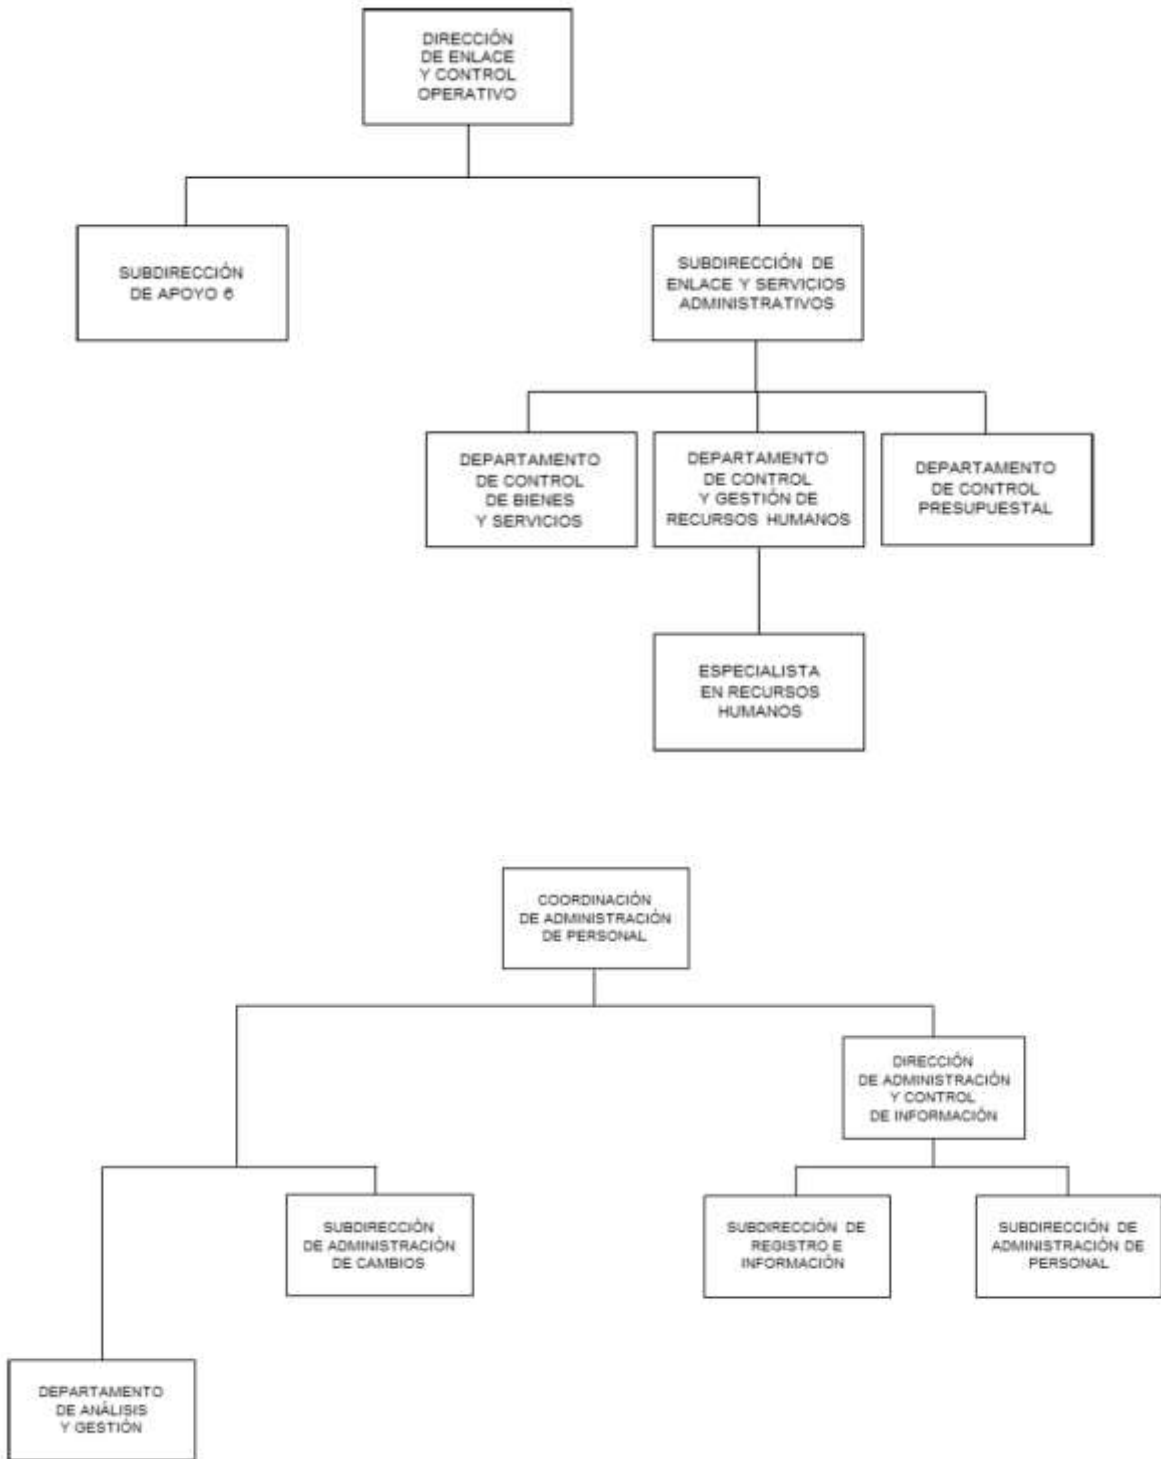 DIRECCIÓN
DE ENLACE
Y CONTROL
OPERATIVO
SUBDIRECCIÓN
DE APOYO 6
SUBDIRECCIÓN DE
ENLACE Y SERVICIOS
ADMINISTRATIVOS
DEPARTAMENTO
DE CONTROL
DE BIENES
Y SERVICIOS
DEPARTAMENTO
DE CONTROL
Y GESTIÓN DE
RECURSOS HUMANOS
DEPARTAMENTO
DE CONTROL
PRESUPUESTAL
ESPECIALISTA
EN RECURSOS
HUMANOS
COORDINACIÓN
DE ADMINISTRACIÓN
DE PERSONAL
DIRECCIÓN
DE ADMINISTRACIÓN
Y CONTROL
DE INFORMACIÓN
SUBDIRECCIÓN
DE ADMINISTRACIÓN
DE CAMBIOS
SUBDIRECCIÓN DE
REGISTRO E
INFORMACIÓN
SUBDIRECCIÓN DE
ADMINISTRACIÓN DE
PERSONAL
DEPARTAMENTO
DE ANÁLISIS
Y GESTIÓN